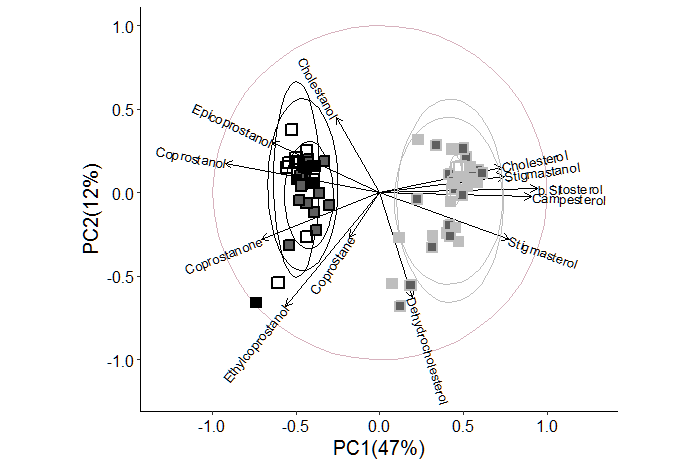 1.0
0.5
0.0
-0.5
-1.0
PC2(12%)
-1.0
-0.5
0.0
0.5
1.0
PC1(47%)
Cholestanol
Epicoprostanol
Coprostanol
Coprostanone
Coprostane
Ethylcoprostanol
Dehydrocholesterol
Cholesterol
Stigmastanol
b Sitosterol
Campesterol
Stigmasterol